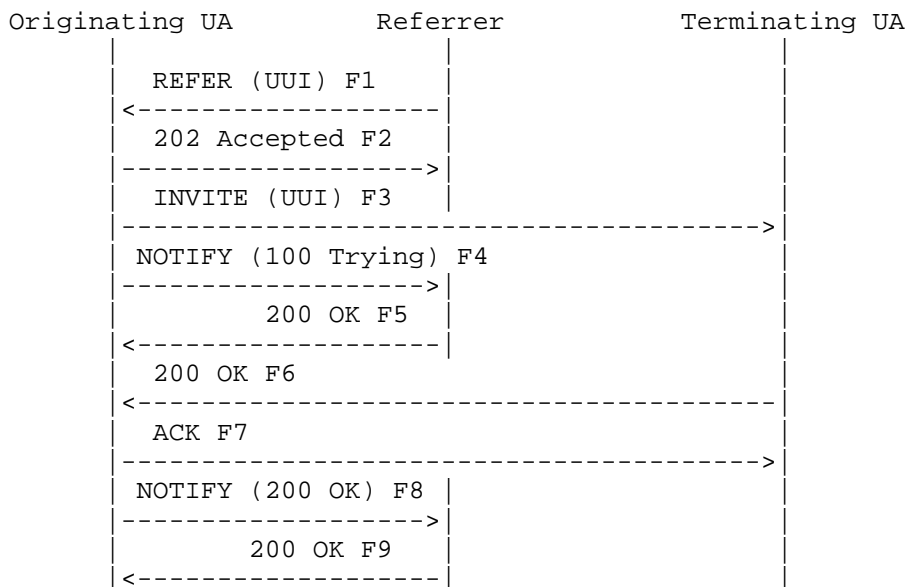 Originating UA Referrer Terminating UA
REFER (UUI) F1
202 Accepted F2
INVITE (UUI) F3
NOTIFY (100 Trying) F4
200 OK F5
200 OK F6
ACK F7
NOTIFY (200 OK) F8
200 OK F9